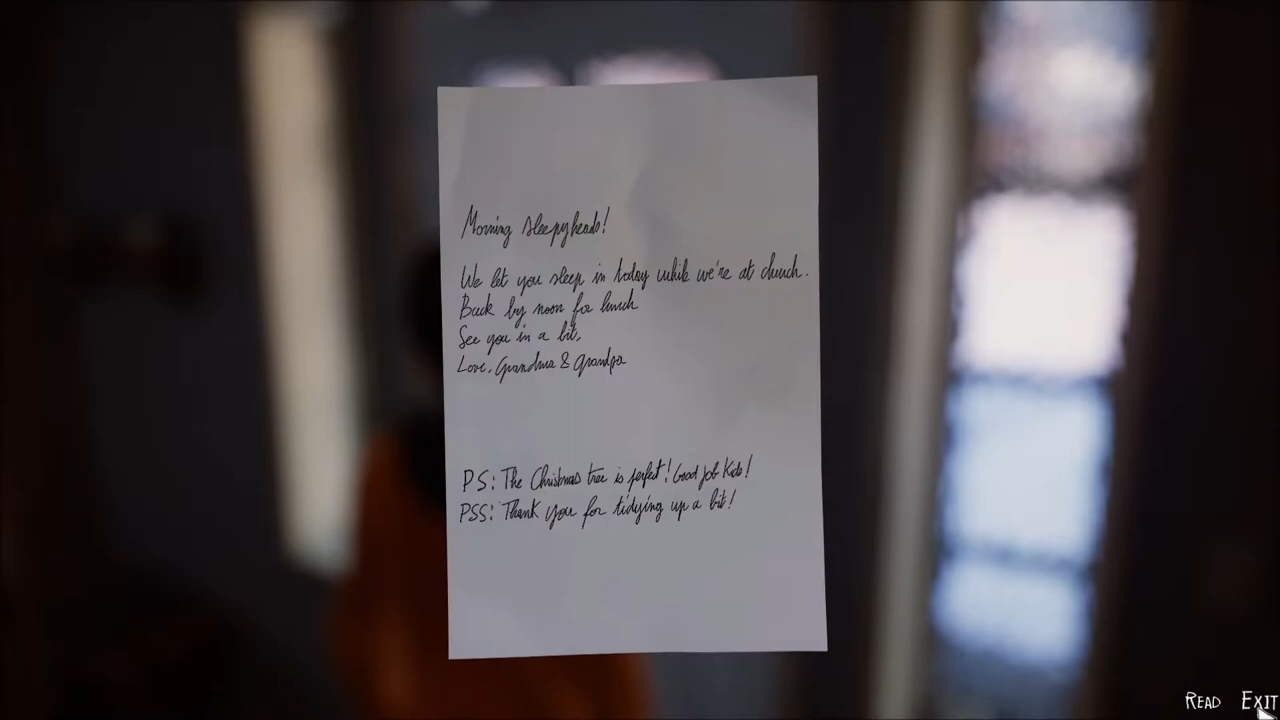 Morning sleepyheads!
We let you sleep in today while we're at church.
Back by noon for lunch
See you in a bit,
Love, Grandma & Grandpa
PS: The Christmas tree is perfect! Good job kids!
PSS: Thank you for tidying up a bit!
READ EXIT